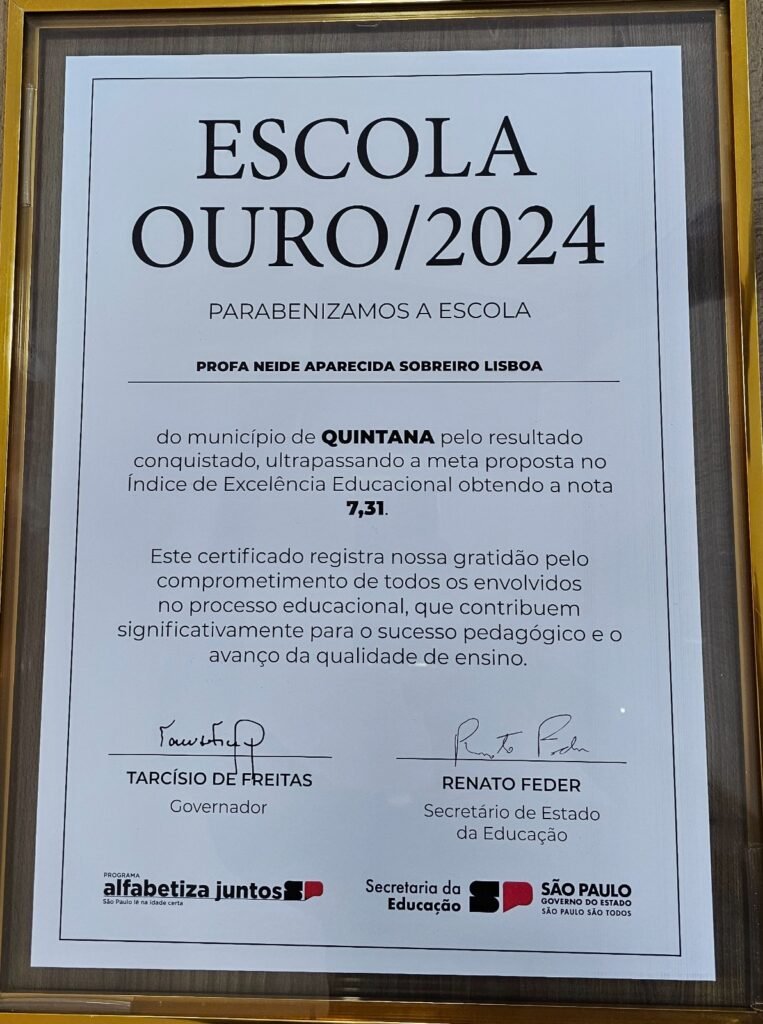 ESCOLA
OURO/2024
PARABENIZAMOS A ESCOLA
PROFA NEIDE APARECIDA SOBREIRO LISBOA
do município de QUINTANA pelo resultado
conquistado, ultrapassando a meta proposta no
Índice de Excelência Educacional obtendo a nota
7,31.
Este certificado registra nossa gratidão pelo
comprometimento de todos os envolvidos
no processo educacional, que contribuem
significativamente para o sucesso pedagógico e o
avanço da qualidade de ensino.
TARCÍSIO DE FREITAS
Governador
Renato Feder
RENATO FEDER
Secretário de Estado
da Educação
PROGRAMA
alfabetiza juntos SP
São Paulo lê na idade certa
Secretaria da
Educação
SP
SÃO PAULO
GOVERNO DO ESTADO
SÃO PAULO SÃO TODOS